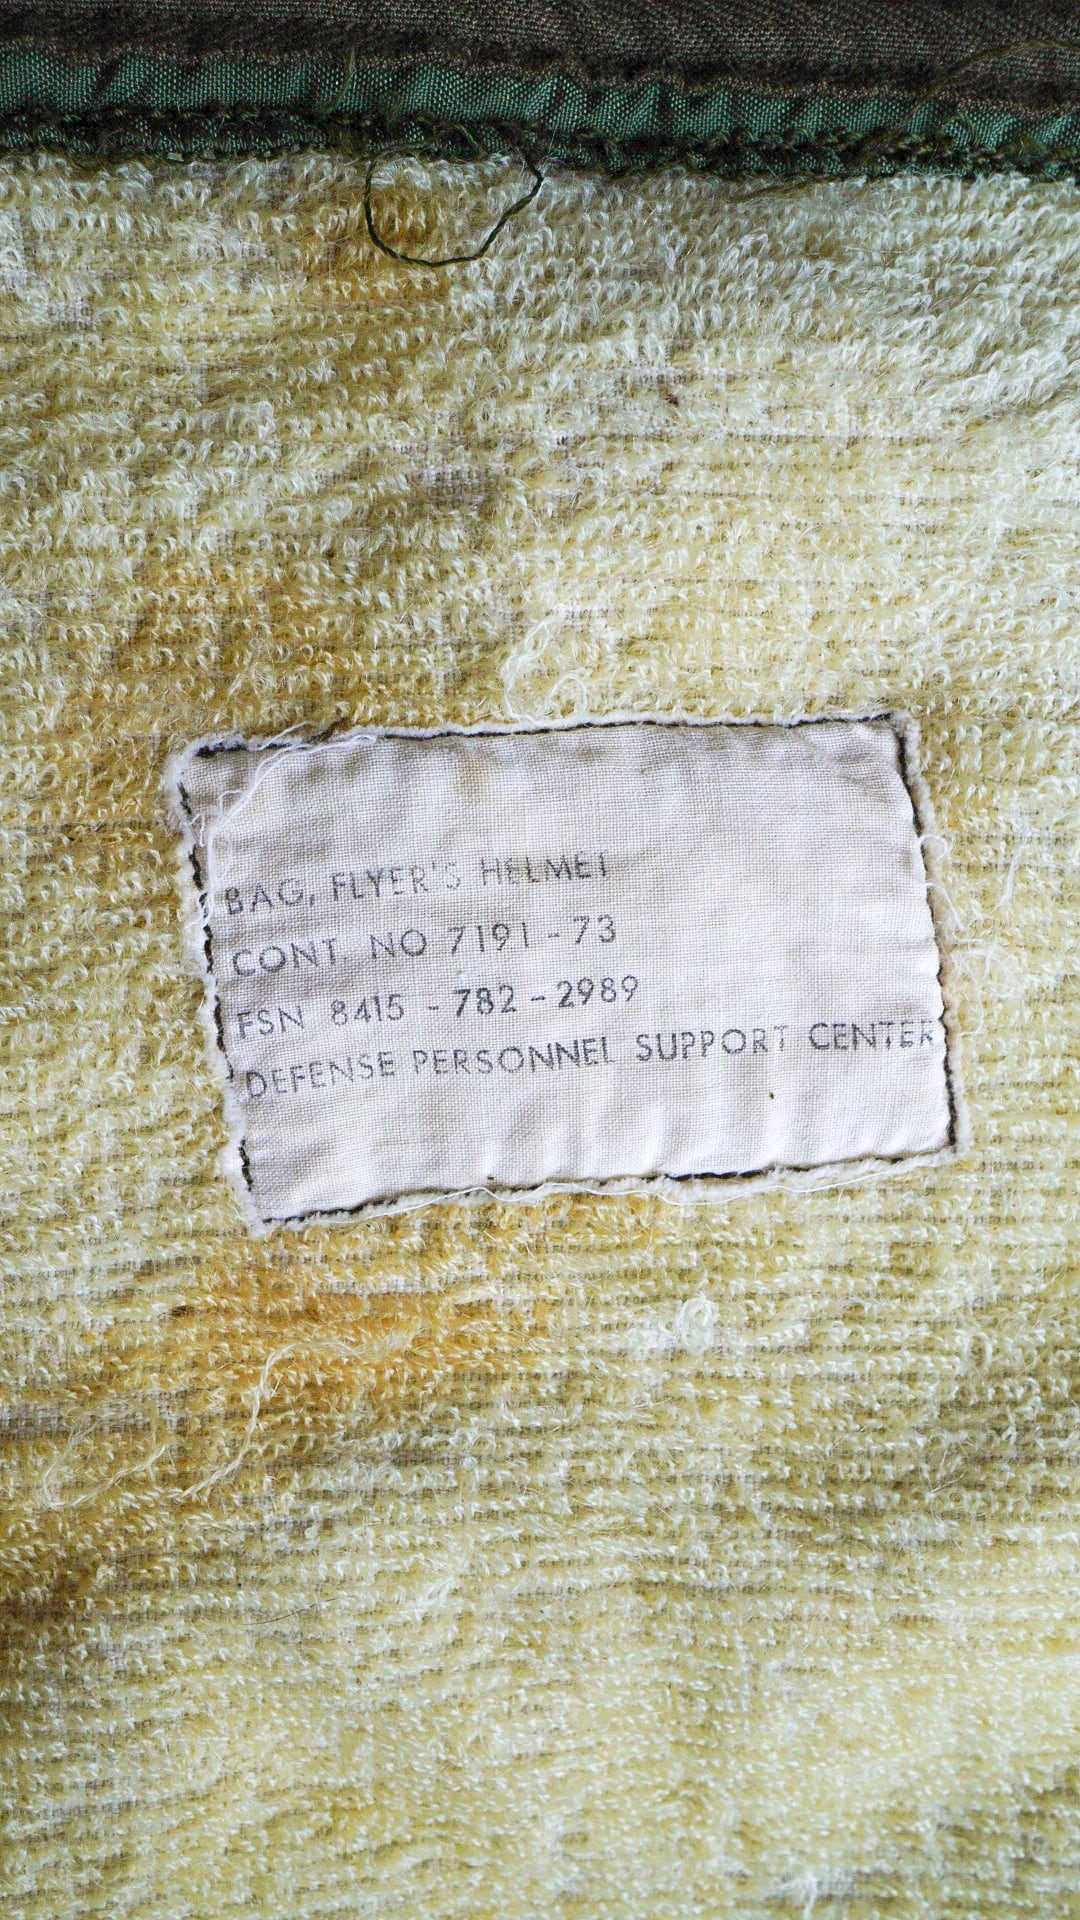 BAG, FLYER'S HELMET
CONT. NO 7191 - 73
FSN 8415 - 782 - 2989
DEFENSE PERSONNEL SUPPORT CENTER